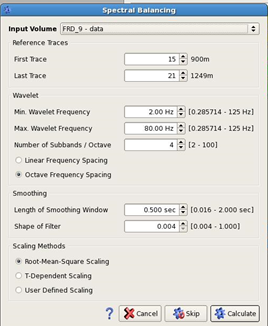 Spectral Balancing
Input Volume FRD_9 - data
Reference Traces
First Trace 15 900m
Last Trace 21 1249m
Wavelet
Min. Wavelet Frequency 2.00 Hz [0.285714 - 125 Hz]
Max. Wavelet Frequency 80.00 Hz [0.285714 - 125 Hz]
Number of Subbands / Octave 4 [2 - 100]
Linear Frequency Spacing
Octave Frequency Spacing
Smoothing
Length of Smoothing Window 0.500 sec [0.016 - 2.000 sec]
Shape of Filter 0.004 [0.004 - 1.000]
Scaling Methods
Root-Mean-Square Scaling
T-Dependent Scaling
User Defined Scaling
? Cancel Skip Calculate